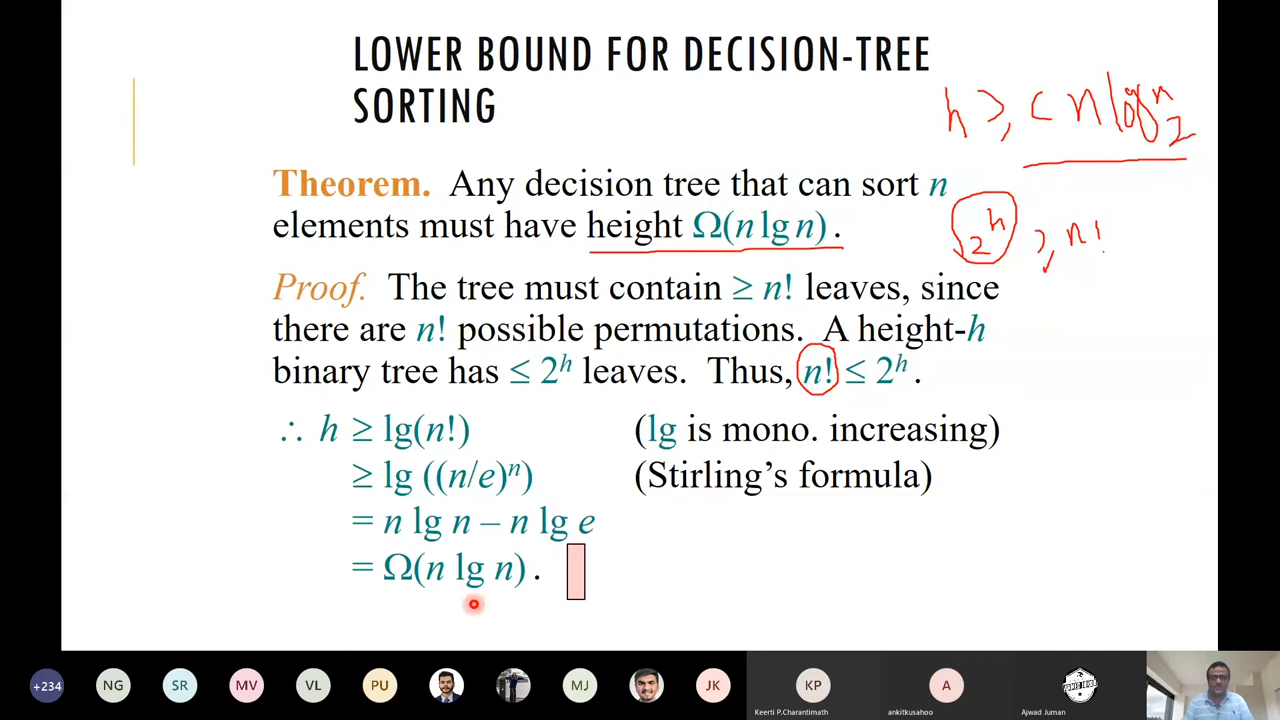 LOWER BOUND FOR DECISION-TREE
SORTING
h ≥ c n log₂ n
Theorem. Any decision tree that can sort n
elements must have height Ω(n lg n).
2ʰ ≥ n!
Proof. The tree must contain ≥ n! leaves, since
there are n! possible permutations. A height-h
binary tree has ≤ 2ʰ leaves. Thus, n! ≤ 2ʰ.
∴ h ≥ lg(n!) (lg is mono. increasing)
≥ lg ((n/e)ⁿ) (Stirling’s formula)
= n lg n – n lg e
= Ω(n lg n).
+234 NG SR MV VL PU MJ JK KP A
Keerti P.Charantimath ankitkusahoo Ajwad Juman